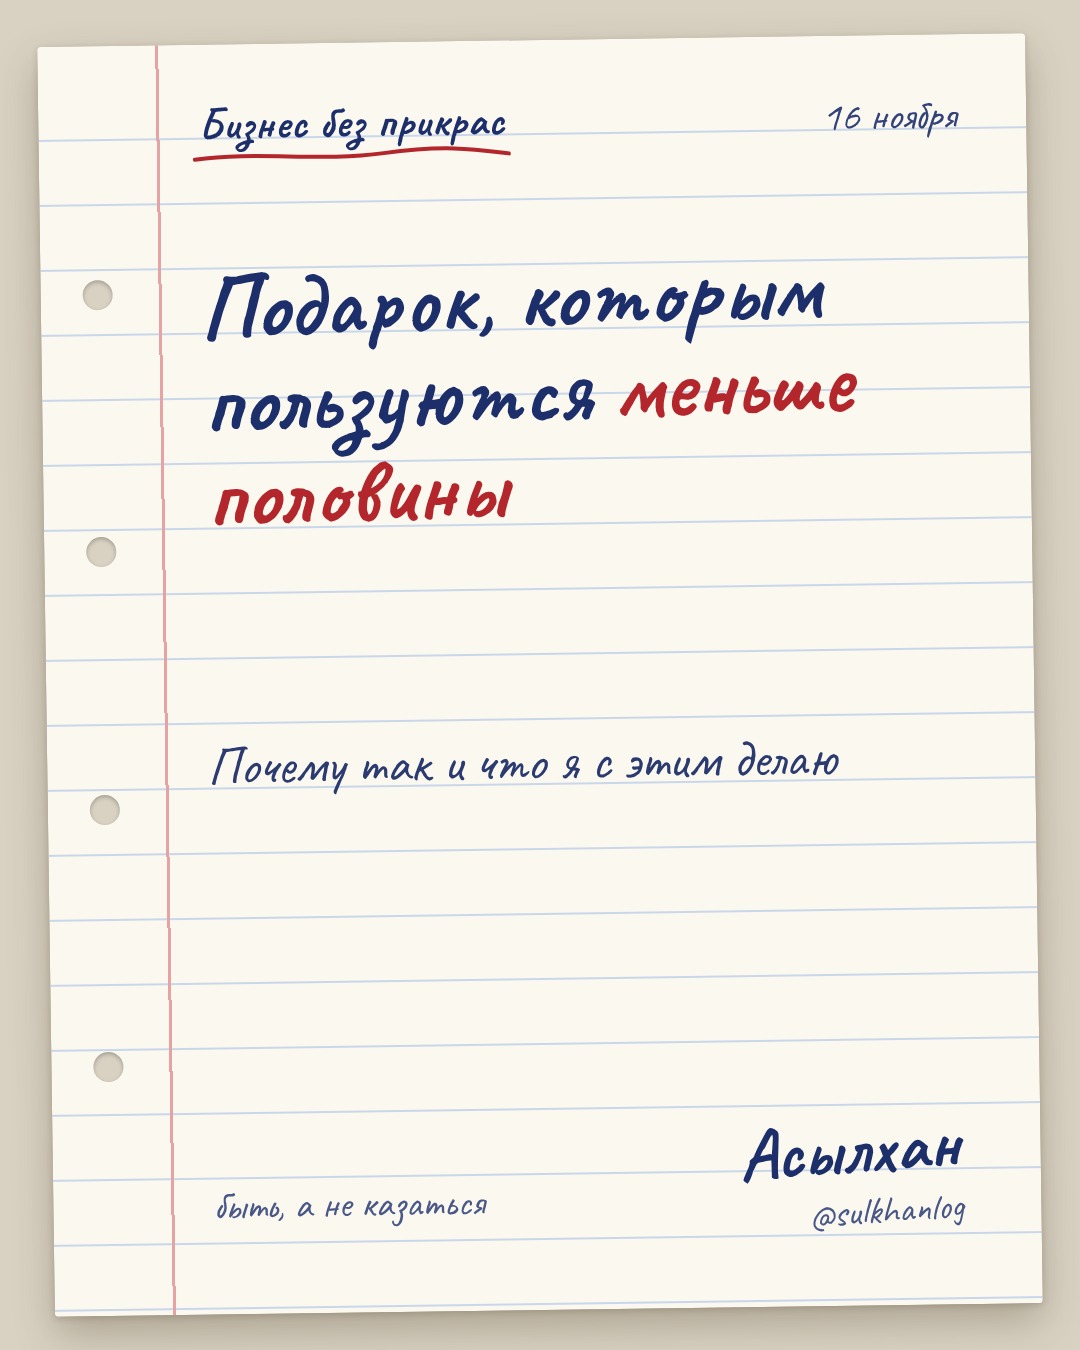 Бизнес без прикрас
16 ноября
Подарок, которым
пользуются меньше
половины
Почему так и что я с этим делаю
Асылхан
быть, а не казаться
@sulkhanlog